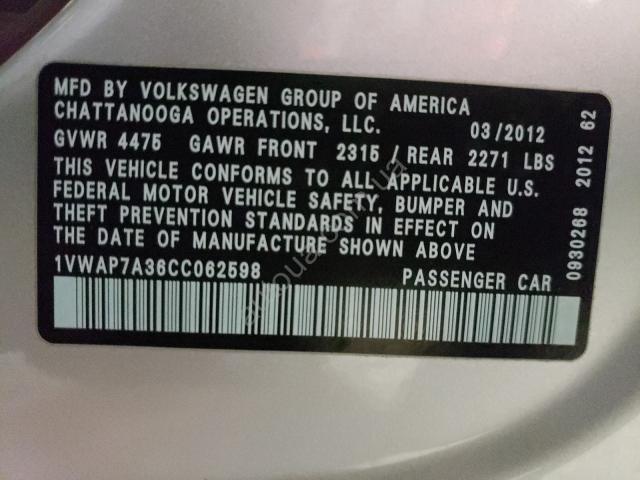 MFD BY VOLKSWAGEN GROUP OF AMERICA
CHATTANOOGA OPERATIONS, LLC. 03/2012
GVWR 4475 GAWR FRONT 2315 / REAR 2271 LBS
THIS VEHICLE CONFORMS TO ALL APPLICABLE U.S.
FEDERAL MOTOR VEHICLE SAFETY, BUMPER AND
THEFT PREVENTION STANDARDS IN EFFECT ON
THE DATE OF MANUFACTURE SHOWN ABOVE
1VWAP7A36CC062598 PASSENGER CAR
0930268 2012 62